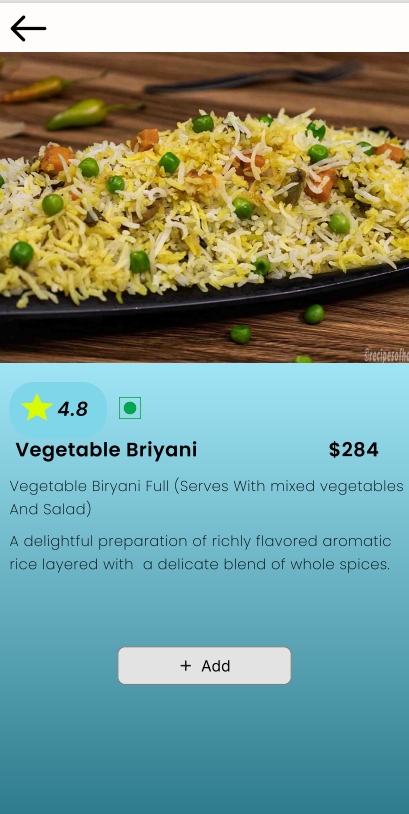 4.8
Vegetable Briyani $284
Vegetable Biryani Full (Serves With mixed vegetables
And Salad)
A delightful preparation of richly flavored aromatic
rice layered with a delicate blend of whole spices.
+ Add